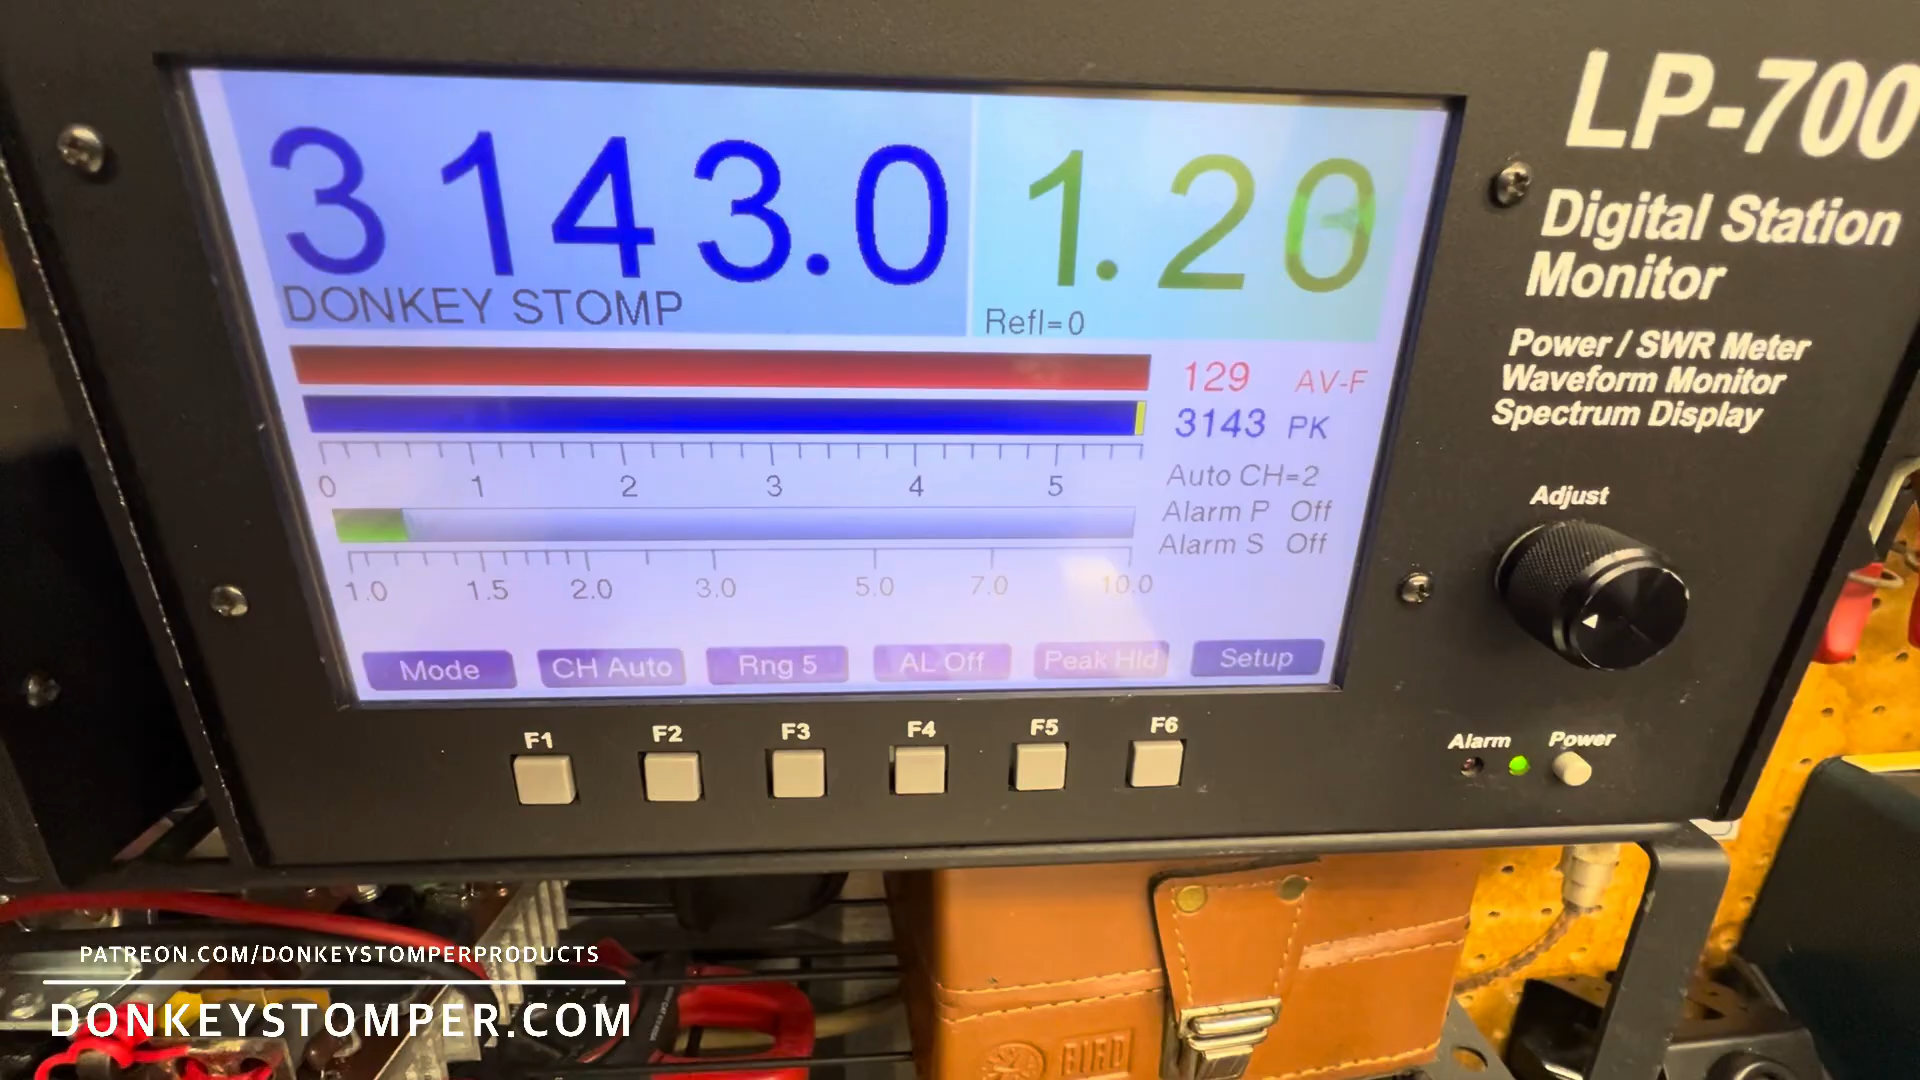 LP-700
Digital Station
Monitor
Power / SWR Meter
Waveform Monitor
Spectrum Display
3143.0
DONKEY STOMP
1.20
Refl=0
129 AV-F
3143 PK
0 1 2 3 4 5
Auto CH=2
Alarm P Off
Alarm S Off
1.0 1.5 2.0 3.0 5.0 7.0 10.0
Mode CH Auto Rng 5 AL Off Peak Hld Setup
F1 F2 F3 F4 F5 F6
Adjust
Alarm Power
PATREON.COM/DONKEYSTOMPERPRODUCTS
DONKEYSTOMPER.COM
BIRD